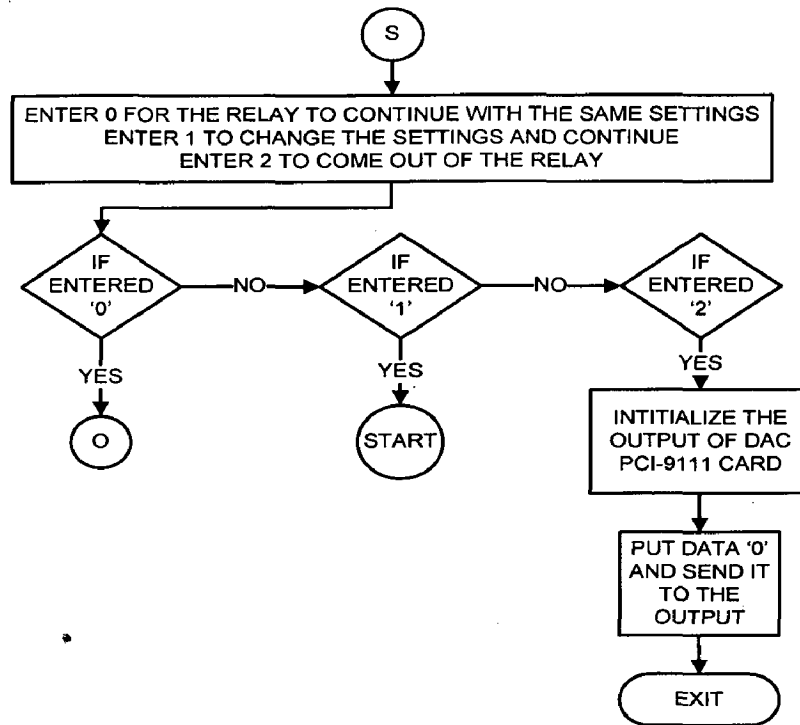 S
ENTER 0 FOR THE RELAY TO CONTINUE WITH THE SAME SETTINGS
ENTER 1 TO CHANGE THE SETTINGS AND CONTINUE
ENTER 2 TO COME OUT OF THE RELAY
IF
ENTERED
'0'
NO
IF
ENTERED
'1'
NO
IF
ENTERED
'2'
YES
YES
YES
O
START
INTITIALIZE THE
OUTPUT OF DAC
PCI-9111 CARD
PUT DATA '0'
AND SEND IT
TO THE
OUTPUT
EXIT